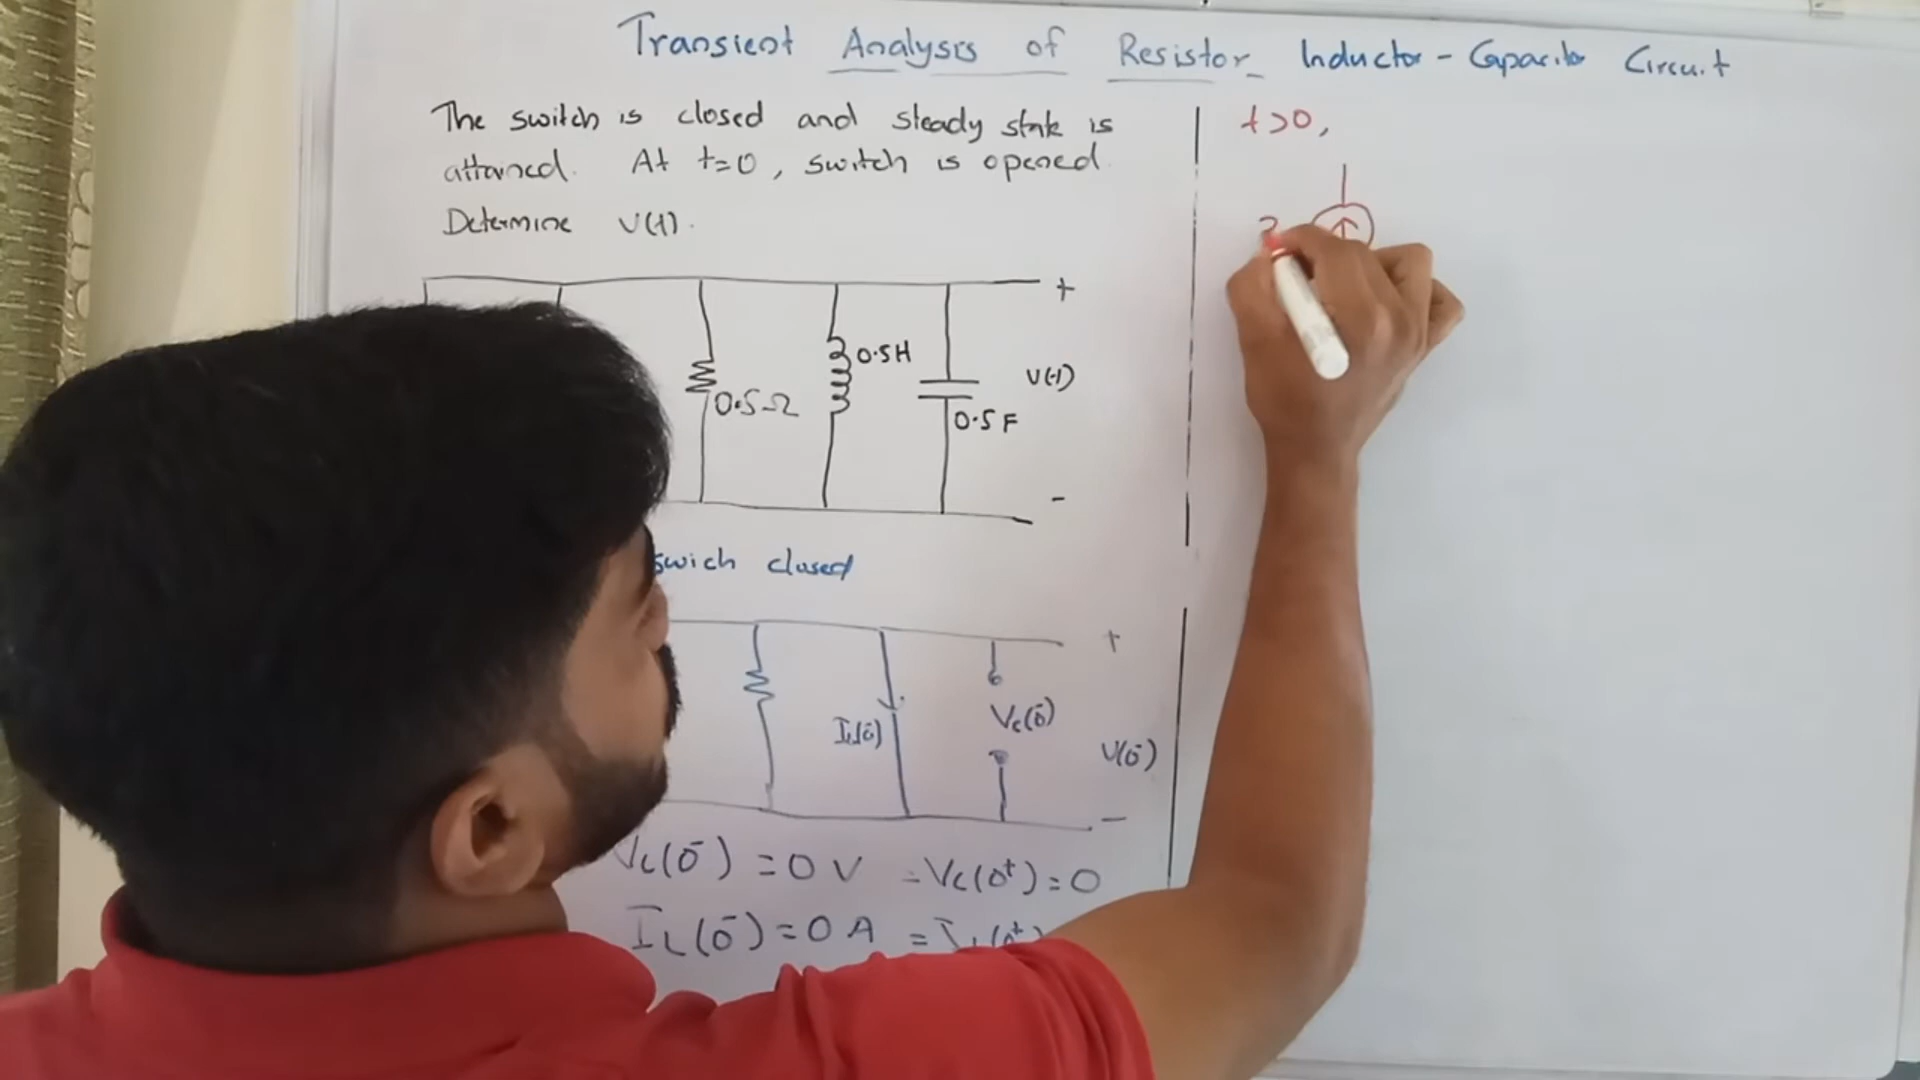 Transient Analysis of Resistor Inductor - Capacitor Circuit
The switch is closed and steady state is
attained. At t=0, switch is opened.
Determine V(t).
+
0.5Ω
0.5H
0.5F
V(t)
-
swich closed
+
IL(0⁻)
Vc(0⁻)
V(0⁻)
-
Vc(0⁻) = 0 V = Vc(0⁺) = 0
IL(0⁻) = 0 A = IL(0⁺)
t>0,